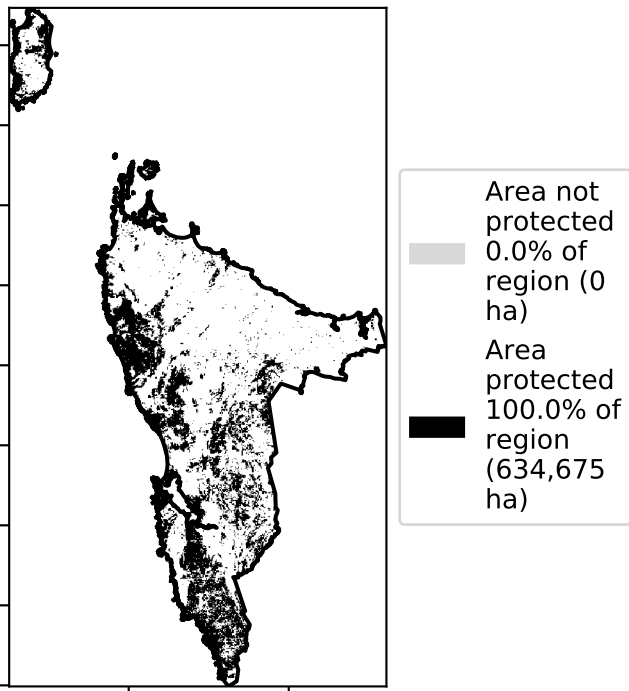 Area not
protected
0.0% of
region (0
ha)
Area
protected
100.0% of
region
(634,675
ha)